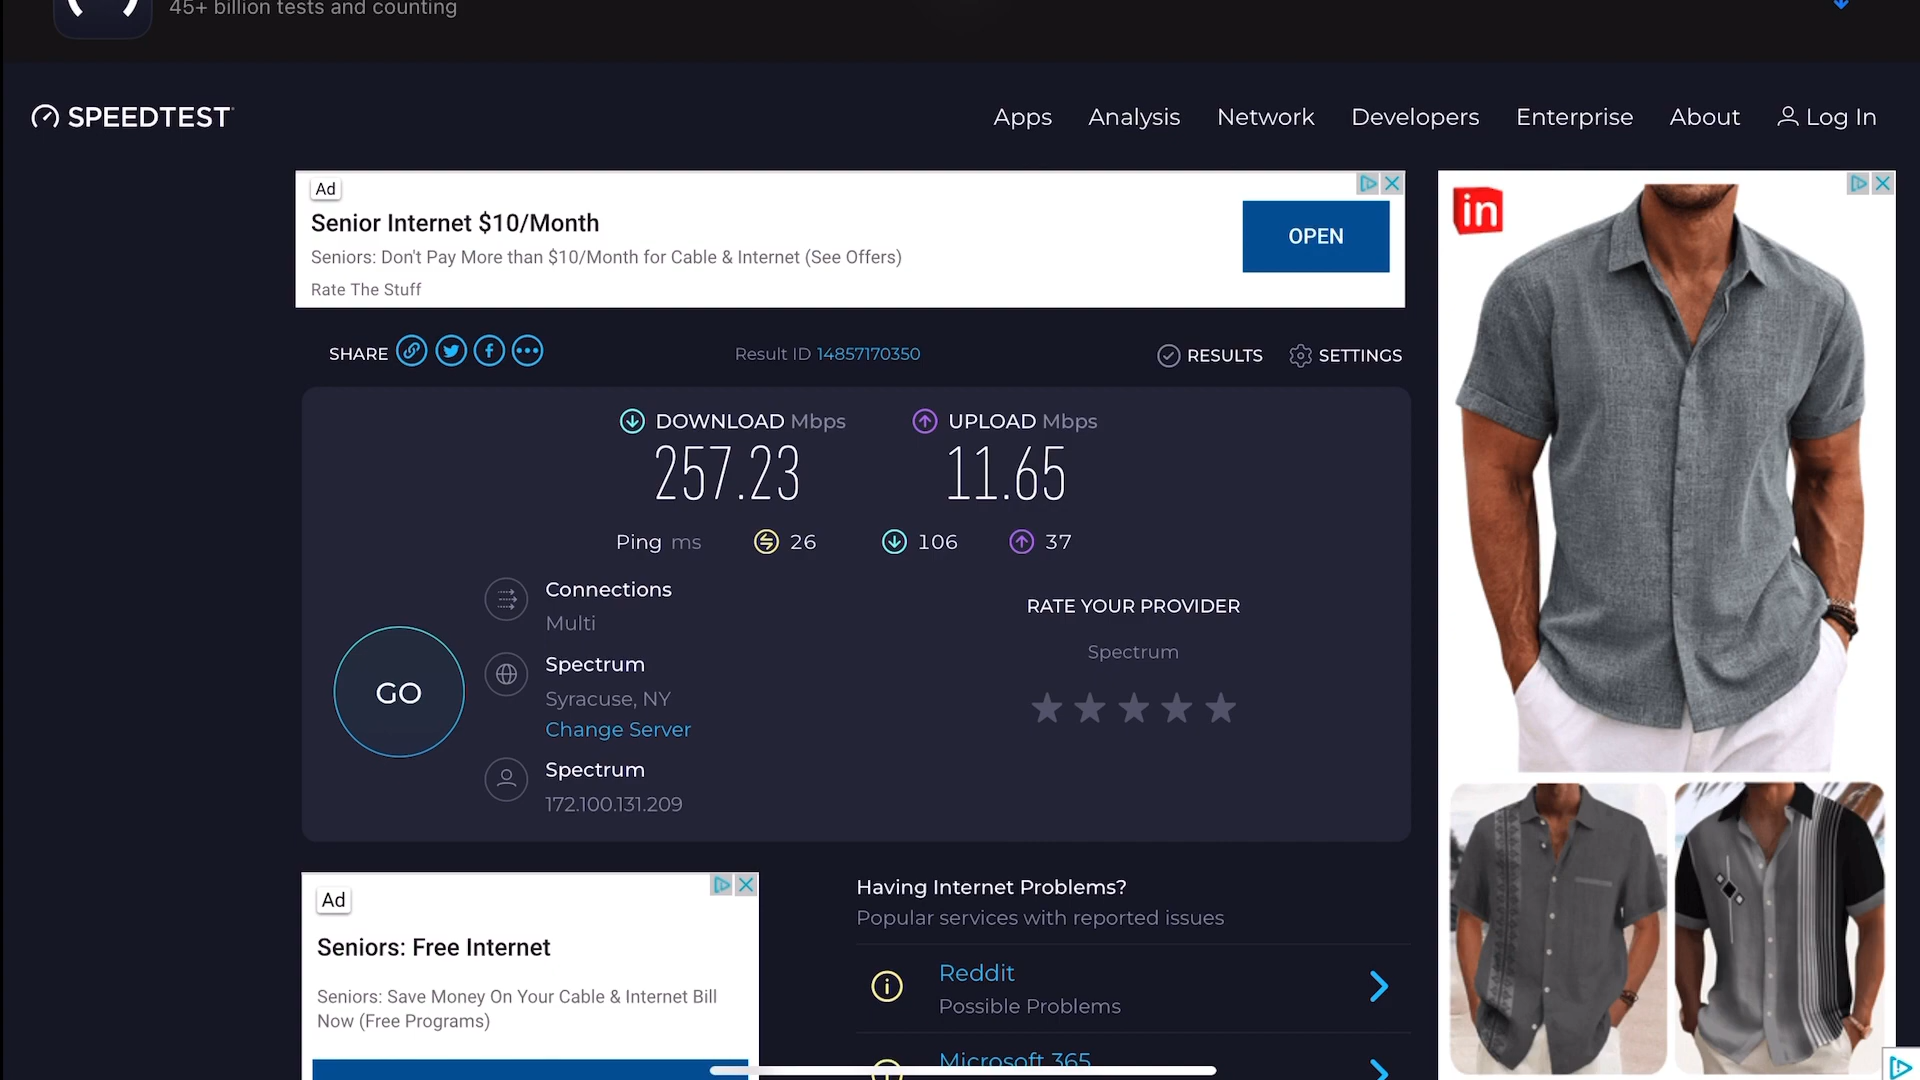 45+ billion tests and counting
SPEEDTEST
Apps Analysis Network Developers Enterprise About Log In
Ad
Senior Internet $10/Month
Seniors: Don't Pay More than $10/Month for Cable & Internet (See Offers)
Rate The Stuff
OPEN
in
SHARE
Result ID 14857170350
RESULTS SETTINGS
DOWNLOAD Mbps
257.23
UPLOAD Mbps
11.65
Ping ms 26 106 37
GO
Connections
Multi
Spectrum
Syracuse, NY
Change Server
Spectrum
172.100.131.209
RATE YOUR PROVIDER
Spectrum
Ad
Seniors: Free Internet
Seniors: Save Money On Your Cable & Internet Bill
Now (Free Programs)
Having Internet Problems?
Popular services with reported issues
Reddit
Possible Problems
Microsoft 365